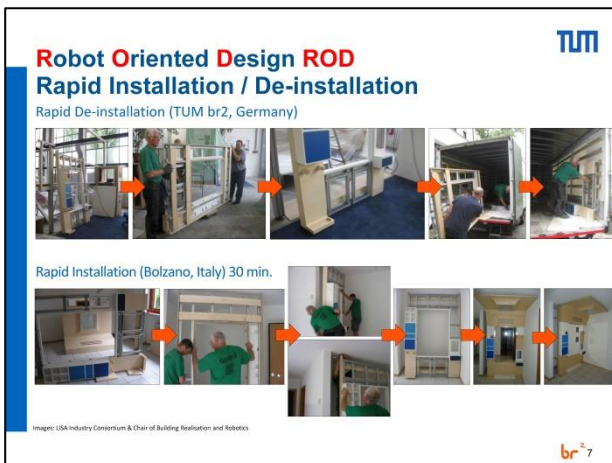 TUM
Robot Oriented Design ROD
Rapid Installation / De-installation
Rapid De-installation (TUM br2, Germany)
Rapid Installation (Bolzano, Italy) 30 min.
Images: LISA Industry Consortium & Chair of Building Realisation and Robotics
br2 7